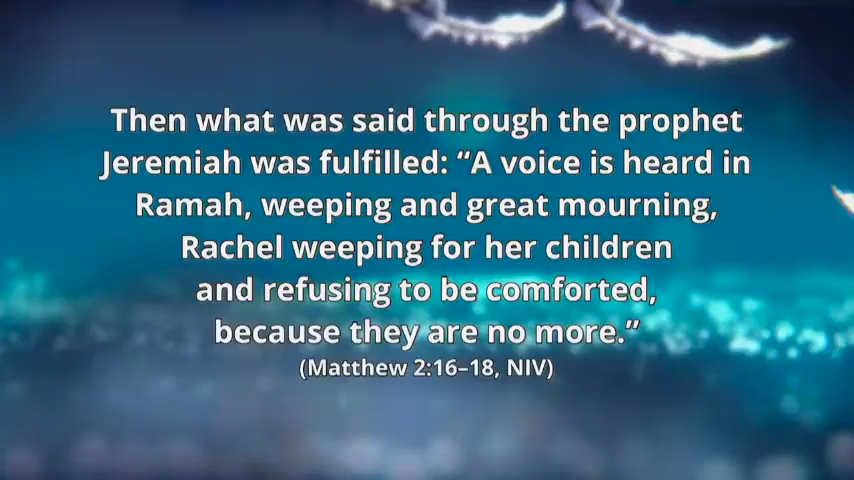 Then what was said through the prophet
Jeremiah was fulfilled: “A voice is heard in
Ramah, weeping and great mourning,
Rachel weeping for her children
and refusing to be comforted,
because they are no more.”
(Matthew 2:16–18, NIV)